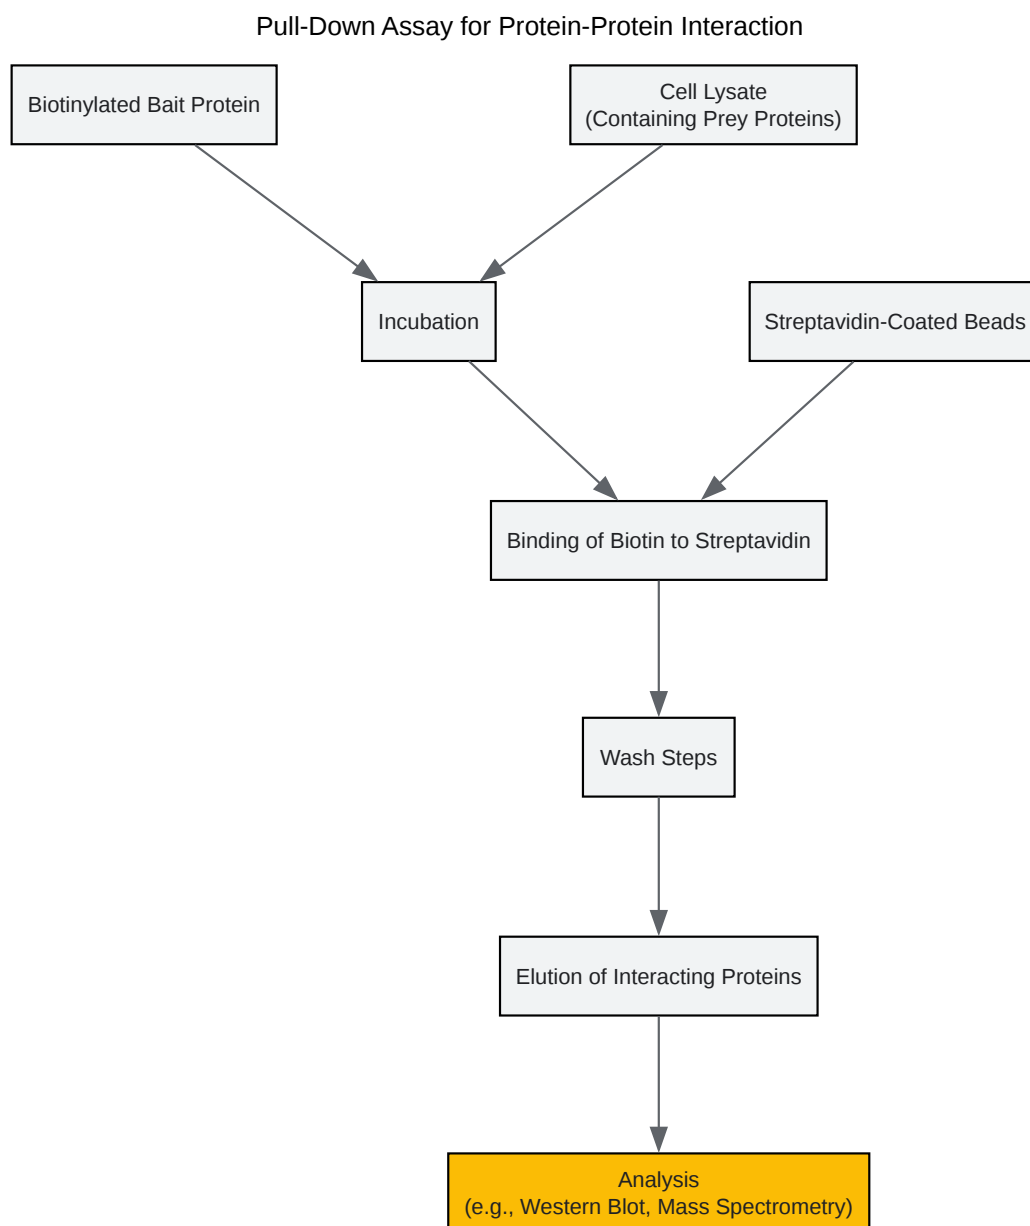 Pull-Down Assay for Protein-Protein Interaction
Biotinylated Bait Protein
Cell Lysate
(Containing Prey Proteins)
Incubation
Streptavidin-Coated Beads
Binding of Biotin to Streptavidin
Wash Steps
Elution of Interacting Proteins
Analysis
(e.g., Western Blot, Mass Spectrometry)